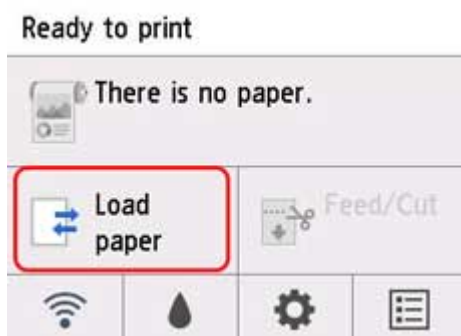 Ready to print
There is no paper.
Load
paper
Feed/Cut